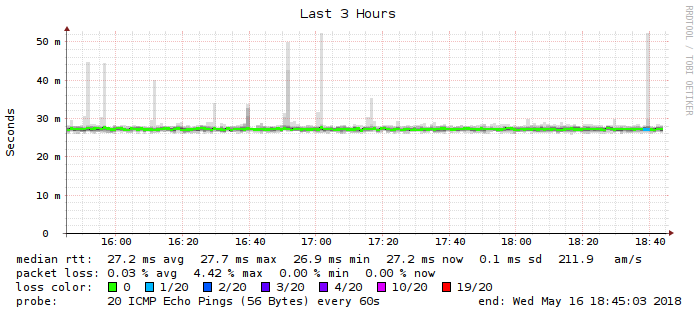 Last 3 Hours
RRDTOOL / TOBI OETIKER
Seconds
50 m
40 m
30 m
20 m
10 m
0
16:00 16:20 16:40 17:00 17:20 17:40 18:00 18:20 18:40
median rtt: 27.2 ms avg 27.7 ms max 26.9 ms min 27.2 ms now 0.1 ms sd 211.9 am/s
packet loss: 0.03 % avg 4.42 % max 0.00 % min 0.00 % now
loss color: 0 1/20 2/20 3/20 4/20 10/20 19/20
probe: 20 ICMP Echo Pings (56 Bytes) every 60s end: Wed May 16 18:45:03 2018